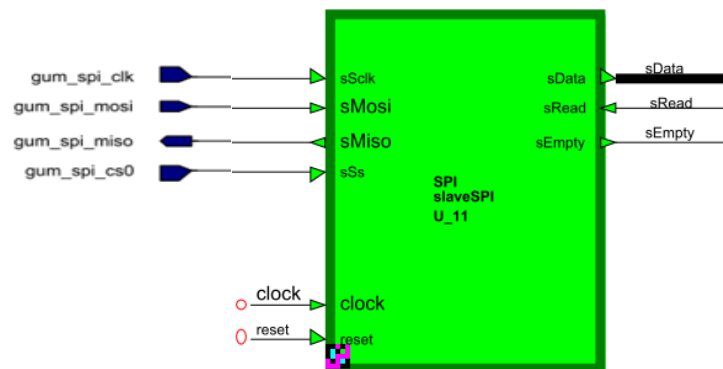 gum_spi_clk
sSclk
sData
sData
gum_spi_mosi
sMosi
sRead
sRead
gum_spi_miso
sMiso
sEmpty
sEmpty
gum_spi_cs0
sSs
SPI
slaveSPI
U_11
clock
clock
reset
reset